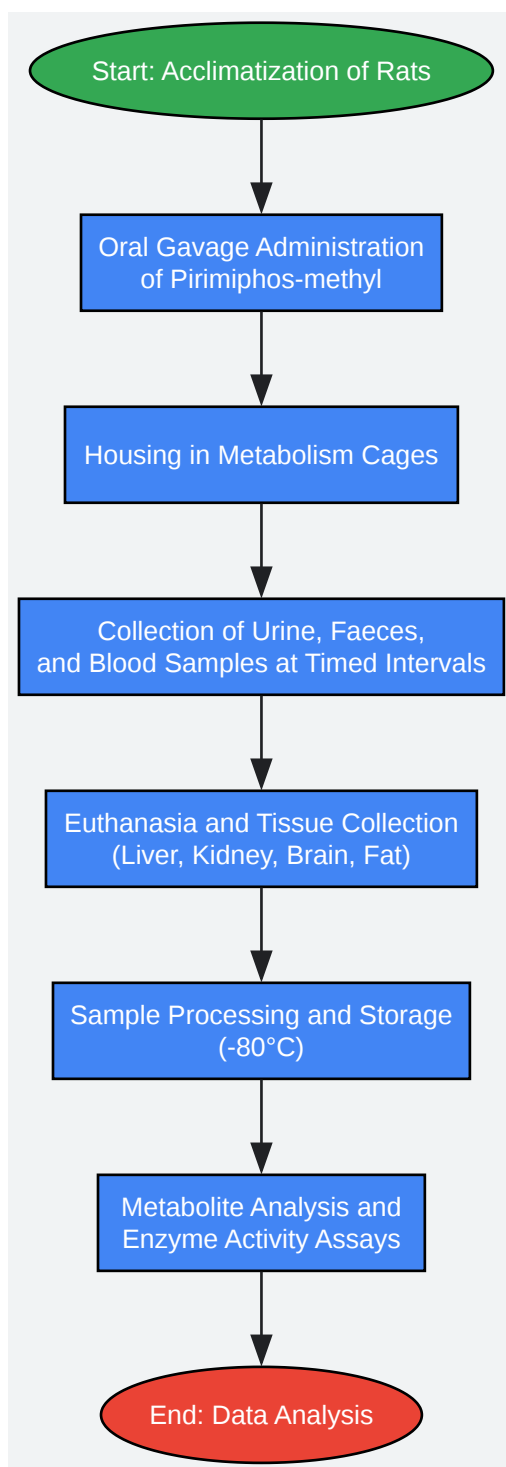 Start: Acclimatization of Rats
Oral Gavage Administration
of Pirimiphos-methyl
Housing in Metabolism Cages
Collection of Urine, Faeces,
and Blood Samples at Timed Intervals
Euthanasia and Tissue Collection
(Liver, Kidney, Brain, Fat)
Sample Processing and Storage
(-80°C)
Metabolite Analysis and
Enzyme Activity Assays
End: Data Analysis